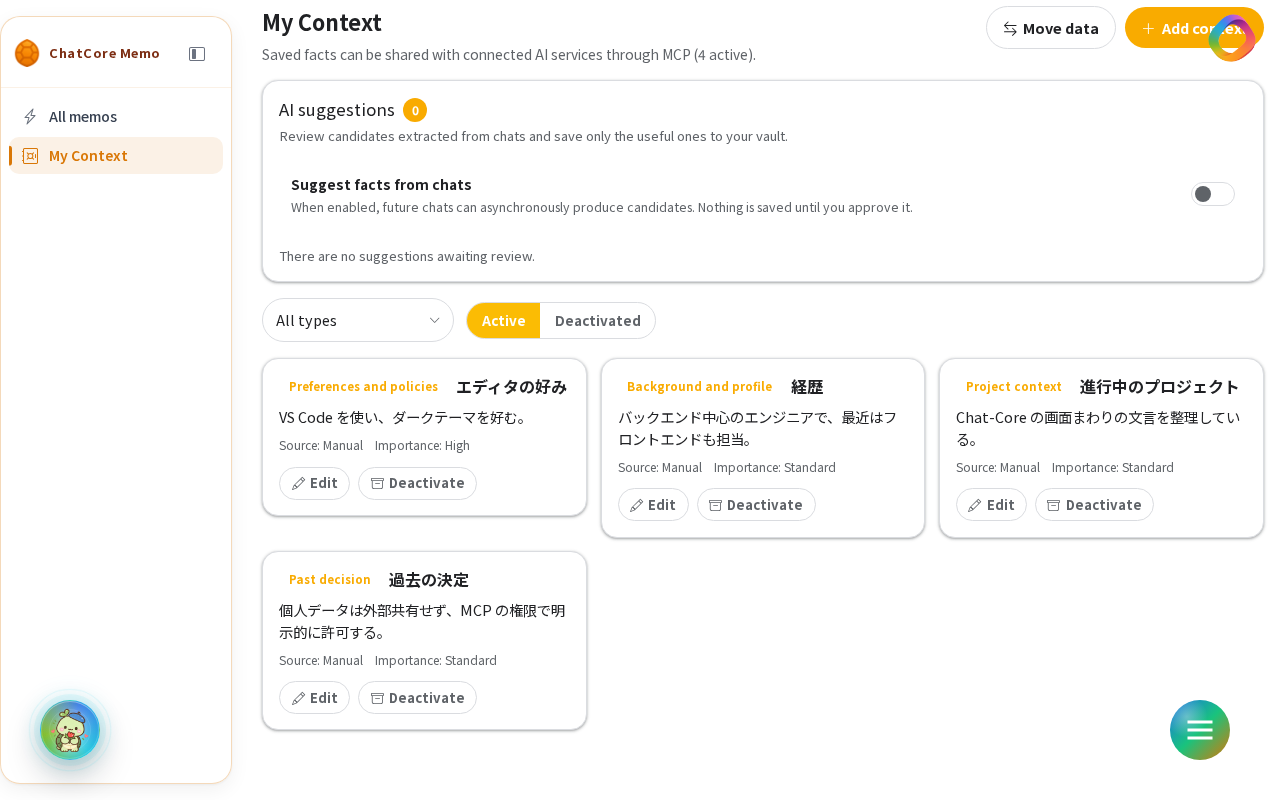 ChatCore Memo
All memos
My Context
My Context
Saved facts can be shared with connected AI services through MCP (4 active).
Move data
Add context
AI suggestions 0
Review candidates extracted from chats and save only the useful ones to your vault.
Suggest facts from chats
When enabled, future chats can asynchronously produce candidates. Nothing is saved until you approve it.
There are no suggestions awaiting review.
All types
Active
Deactivated
Preferences and policies エディタの好み
VS Code を使い、ダークテーマを好む。
Source: Manual Importance: High
Edit
Deactivate
Background and profile 経歴
バックエンド中心のエンジニアで、最近はフ
ロントエンドも担当。
Source: Manual Importance: Standard
Edit
Deactivate
Project context 進行中のプロジェクト
Chat-Core の画面まわりの文言を整理してい
る。
Source: Manual Importance: Standard
Edit
Deactivate
Past decision 過去の決定
個人データは外部共有せず、MCP の権限で明
示的に許可する。
Source: Manual Importance: Standard
Edit
Deactivate